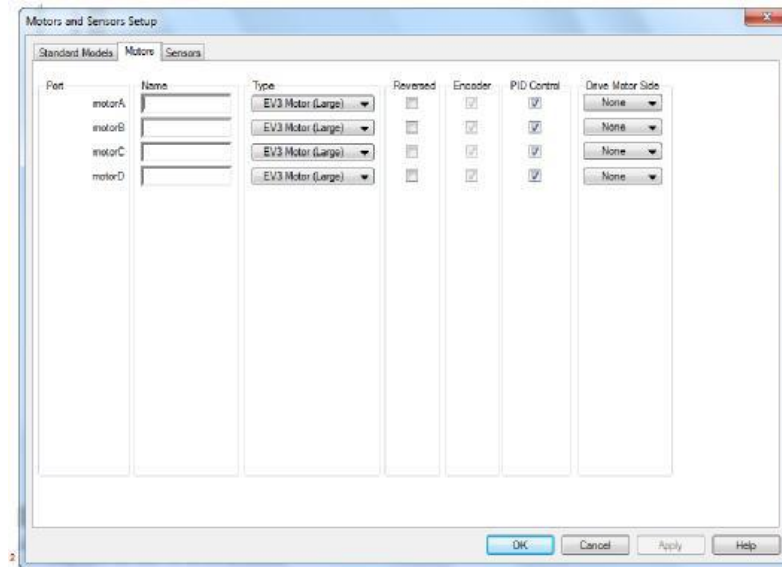 Motors and Sensors Setup
Standard Models Motors Sensors
Port Name Type Reversed Encoder PID Control Drive Motor Side
motorA EV3 Motor (Large) None
motorB EV3 Motor (Large) None
motorC EV3 Motor (Large) None
motorD EV3 Motor (Large) None
OK Cancel Apply Help
2